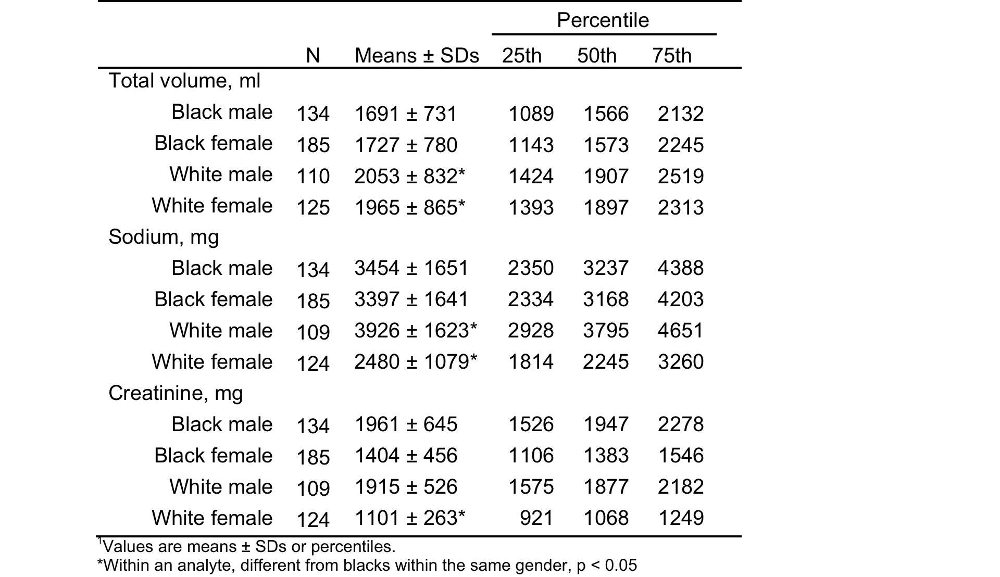 Percentile
N Means ± SDs 25th 50th 75th
Total volume, ml
Black male 134 1691 ± 731 1089 1566 2132
Black female 185 1727 ± 780 1143 1573 2245
White male 110 2053 ± 832* 1424 1907 2519
White female 125 1965 ± 865* 1393 1897 2313
Sodium, mg
Black male 134 3454 ± 1651 2350 3237 4388
Black female 185 3397 ± 1641 2334 3168 4203
White male 109 3926 ± 1623* 2928 3795 4651
White female 124 2480 ± 1079* 1814 2245 3260
Creatinine, mg
Black male 134 1961 ± 645 1526 1947 2278
Black female 185 1404 ± 456 1106 1383 1546
White male 109 1915 ± 526 1575 1877 2182
White female 124 1101 ± 263* 921 1068 1249
¹Values are means ± SDs or percentiles.
*Within an analyte, different from blacks within the same gender, p < 0.05